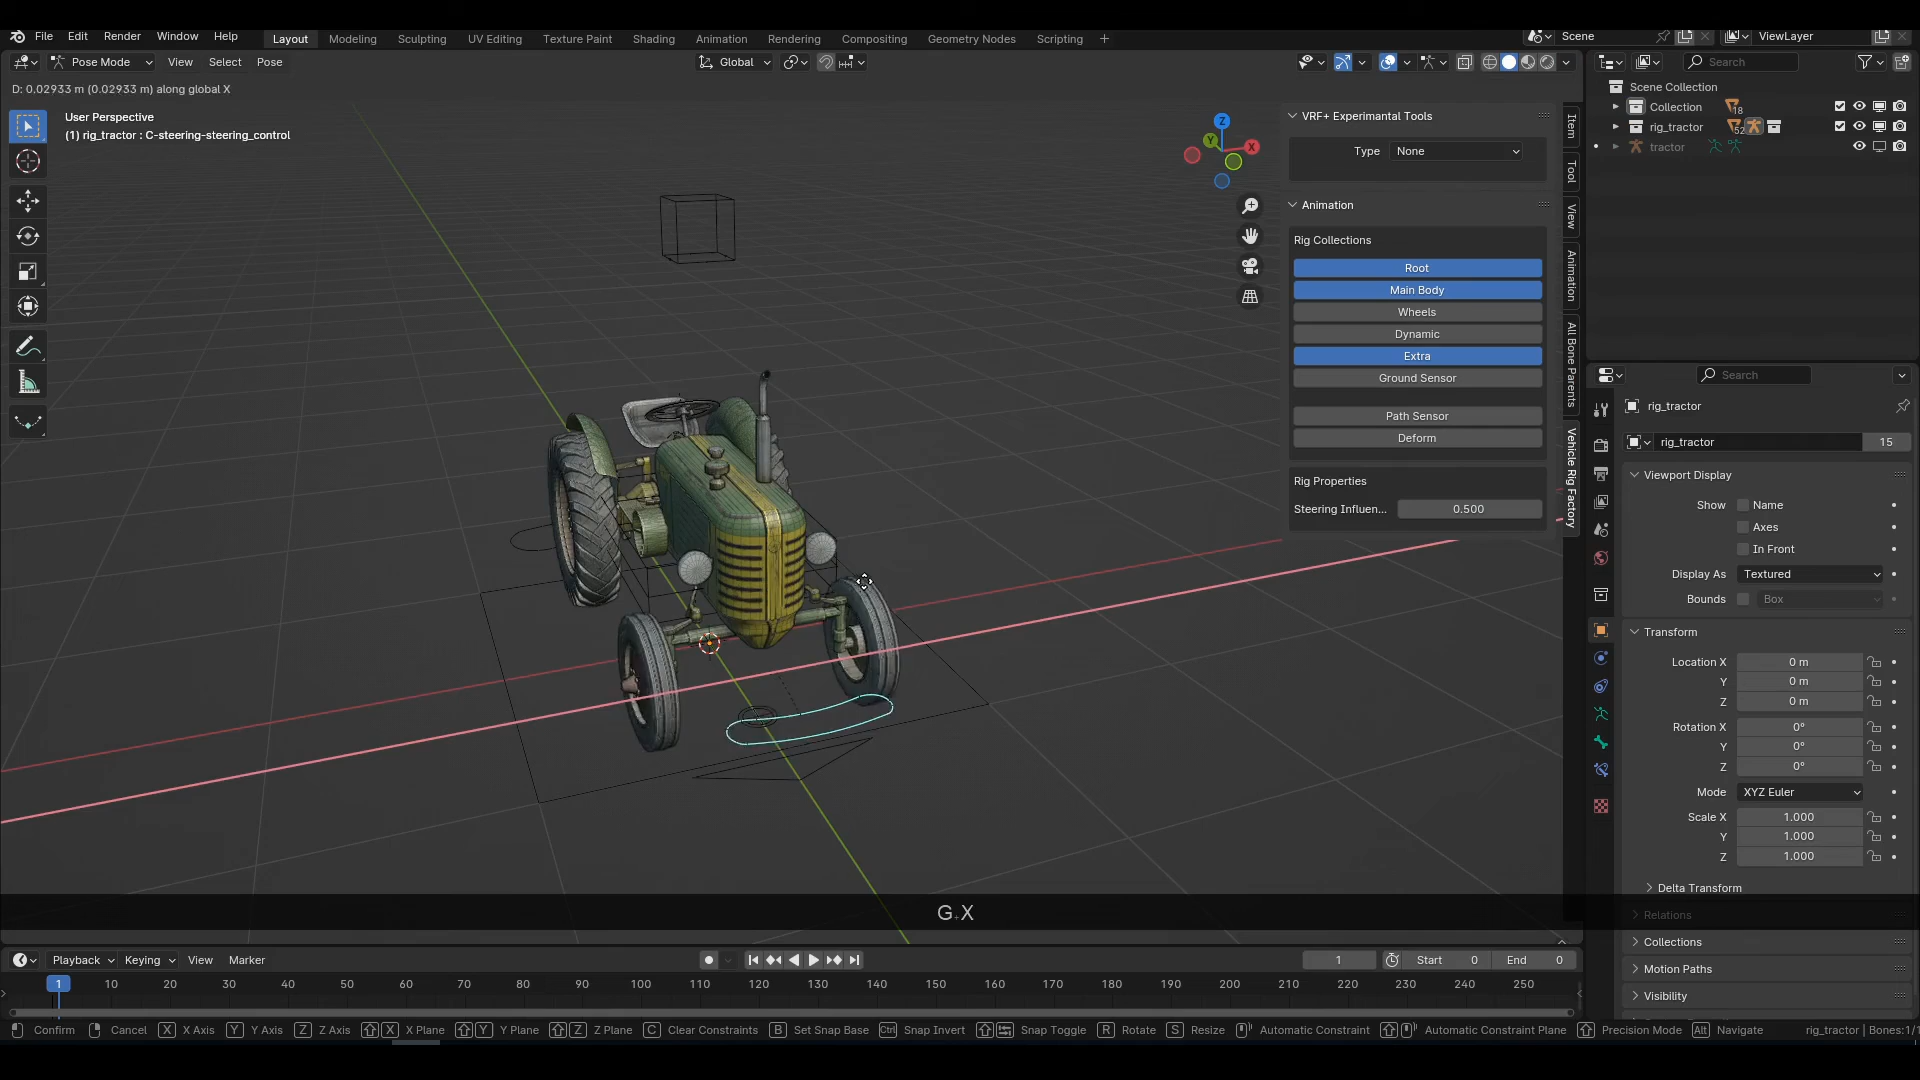 File Edit Render Window Help Layout Modeling Sculpting UV Editing Texture Paint Shading Animation Rendering Compositing Geometry Nodes Scripting + Scene ViewLayer
Pose Mode View Select Pose Global Search
D: 0.02933 m (0.02933 m) along global X
Scene Collection
User Perspective
(1) rig_tractor : C-steering-steering_control
Collection 18
rig_tractor 52
tractor
Z
Y
X
VRF+ Experimantal Tools
Type None
Animation
Rig Collections
Root
Main Body
Wheels
Dynamic
Extra
Ground Sensor
Path Sensor
Deform
Rig Properties
Steering Influen... 0.500
Item
Tool
View
Animation
All Bone Parents
Vehicle Rig Factory
Search
rig_tractor
rig_tractor 15
Viewport Display
Show Name
Axes
In Front
Display As Textured
Bounds Box
Transform
Location X 0 m
Y 0 m
Z 0 m
Rotation X 0°
Y 0°
Z 0°
Mode XYZ Euler
Scale X 1.000
Y 1.000
Z 1.000
Delta Transform
Relations
Collections
Motion Paths
Visibility
G+X
Playback Keying View Marker 1 Start 0 End 0
1 10 20 30 40 50 60 70 80 90 100 110 120 130 140 150 160 170 180 190 200 210 220 230 240 250
Confirm Cancel X X Axis Y Y Axis Z Z Axis X X Plane Y Y Plane Z Z Plane C Clear Constraints B Set Snap Base Ctrl Snap Invert Snap Toggle R Rotate S Resize Automatic Constraint Automatic Constraint Plane Precision Mode Alt Navigate rig_tractor | Bones:1/1